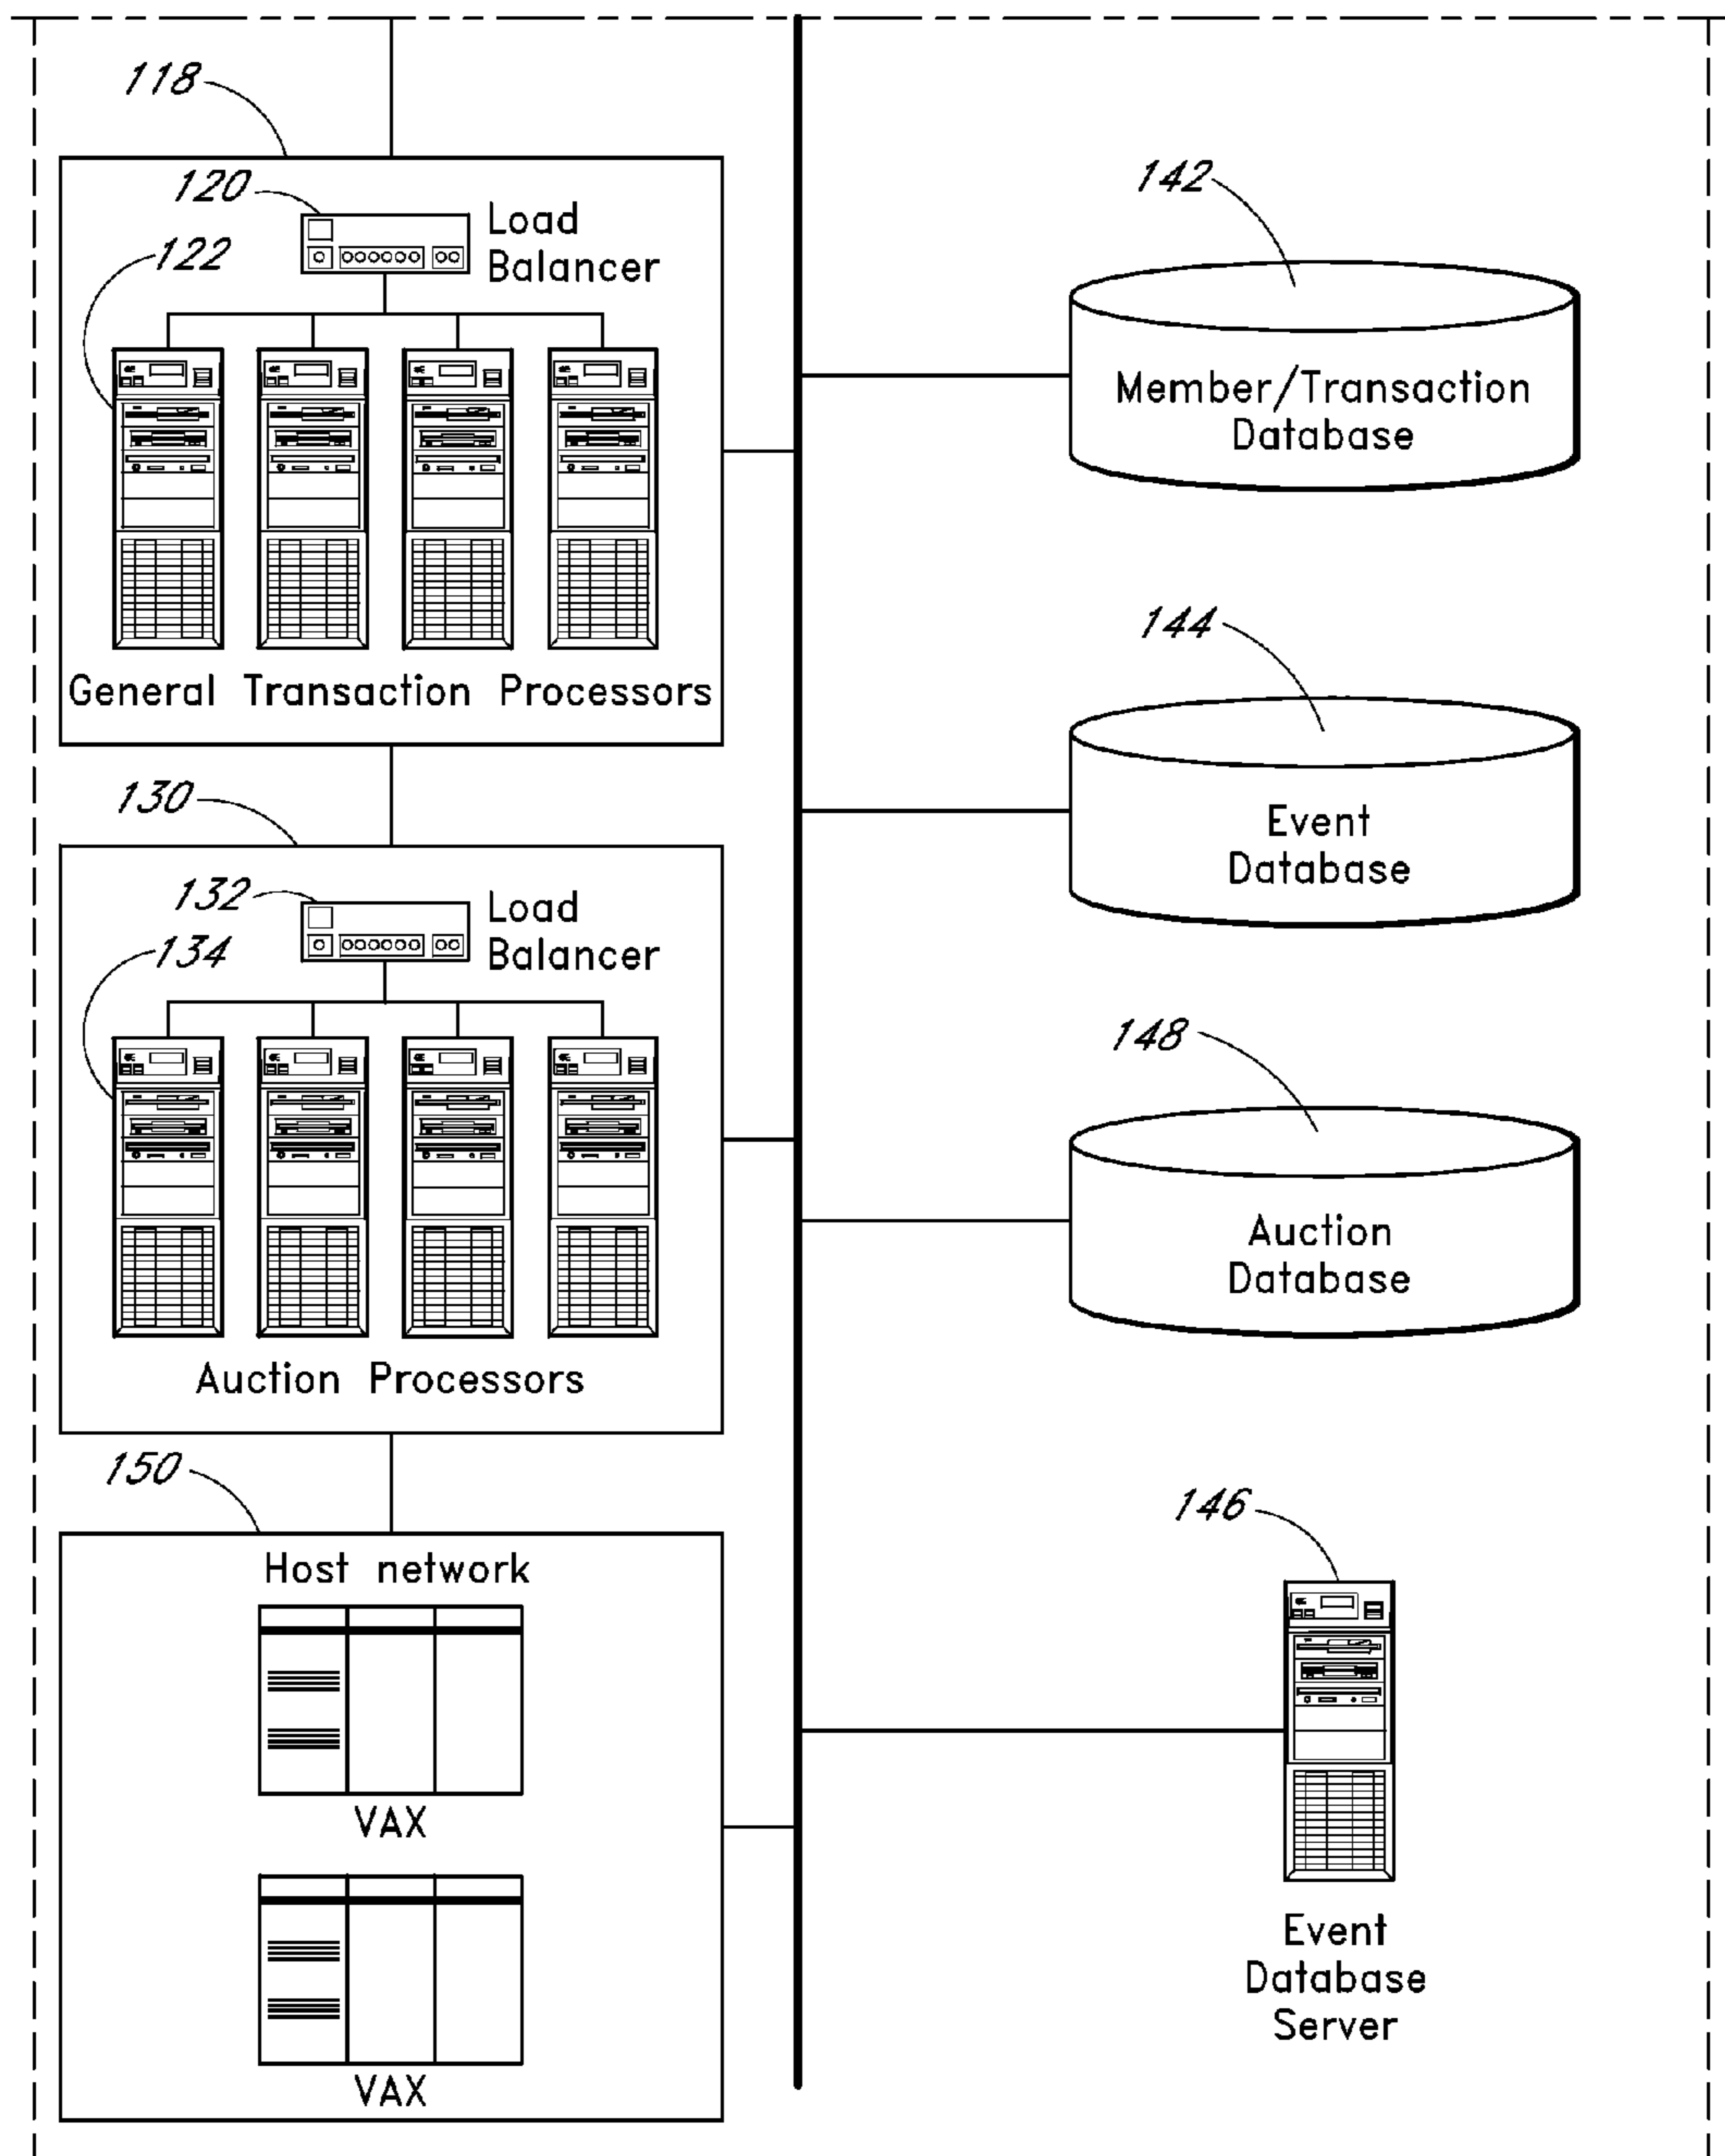 118
120
Load
Balancer
122
General Transaction Processors
130
132
Load
Balancer
134
Auction Processors
150
Host network
VAX
VAX
142
Member/Transaction
Database
144
Event
Database
148
Auction
Database
146
Event
Database
Server